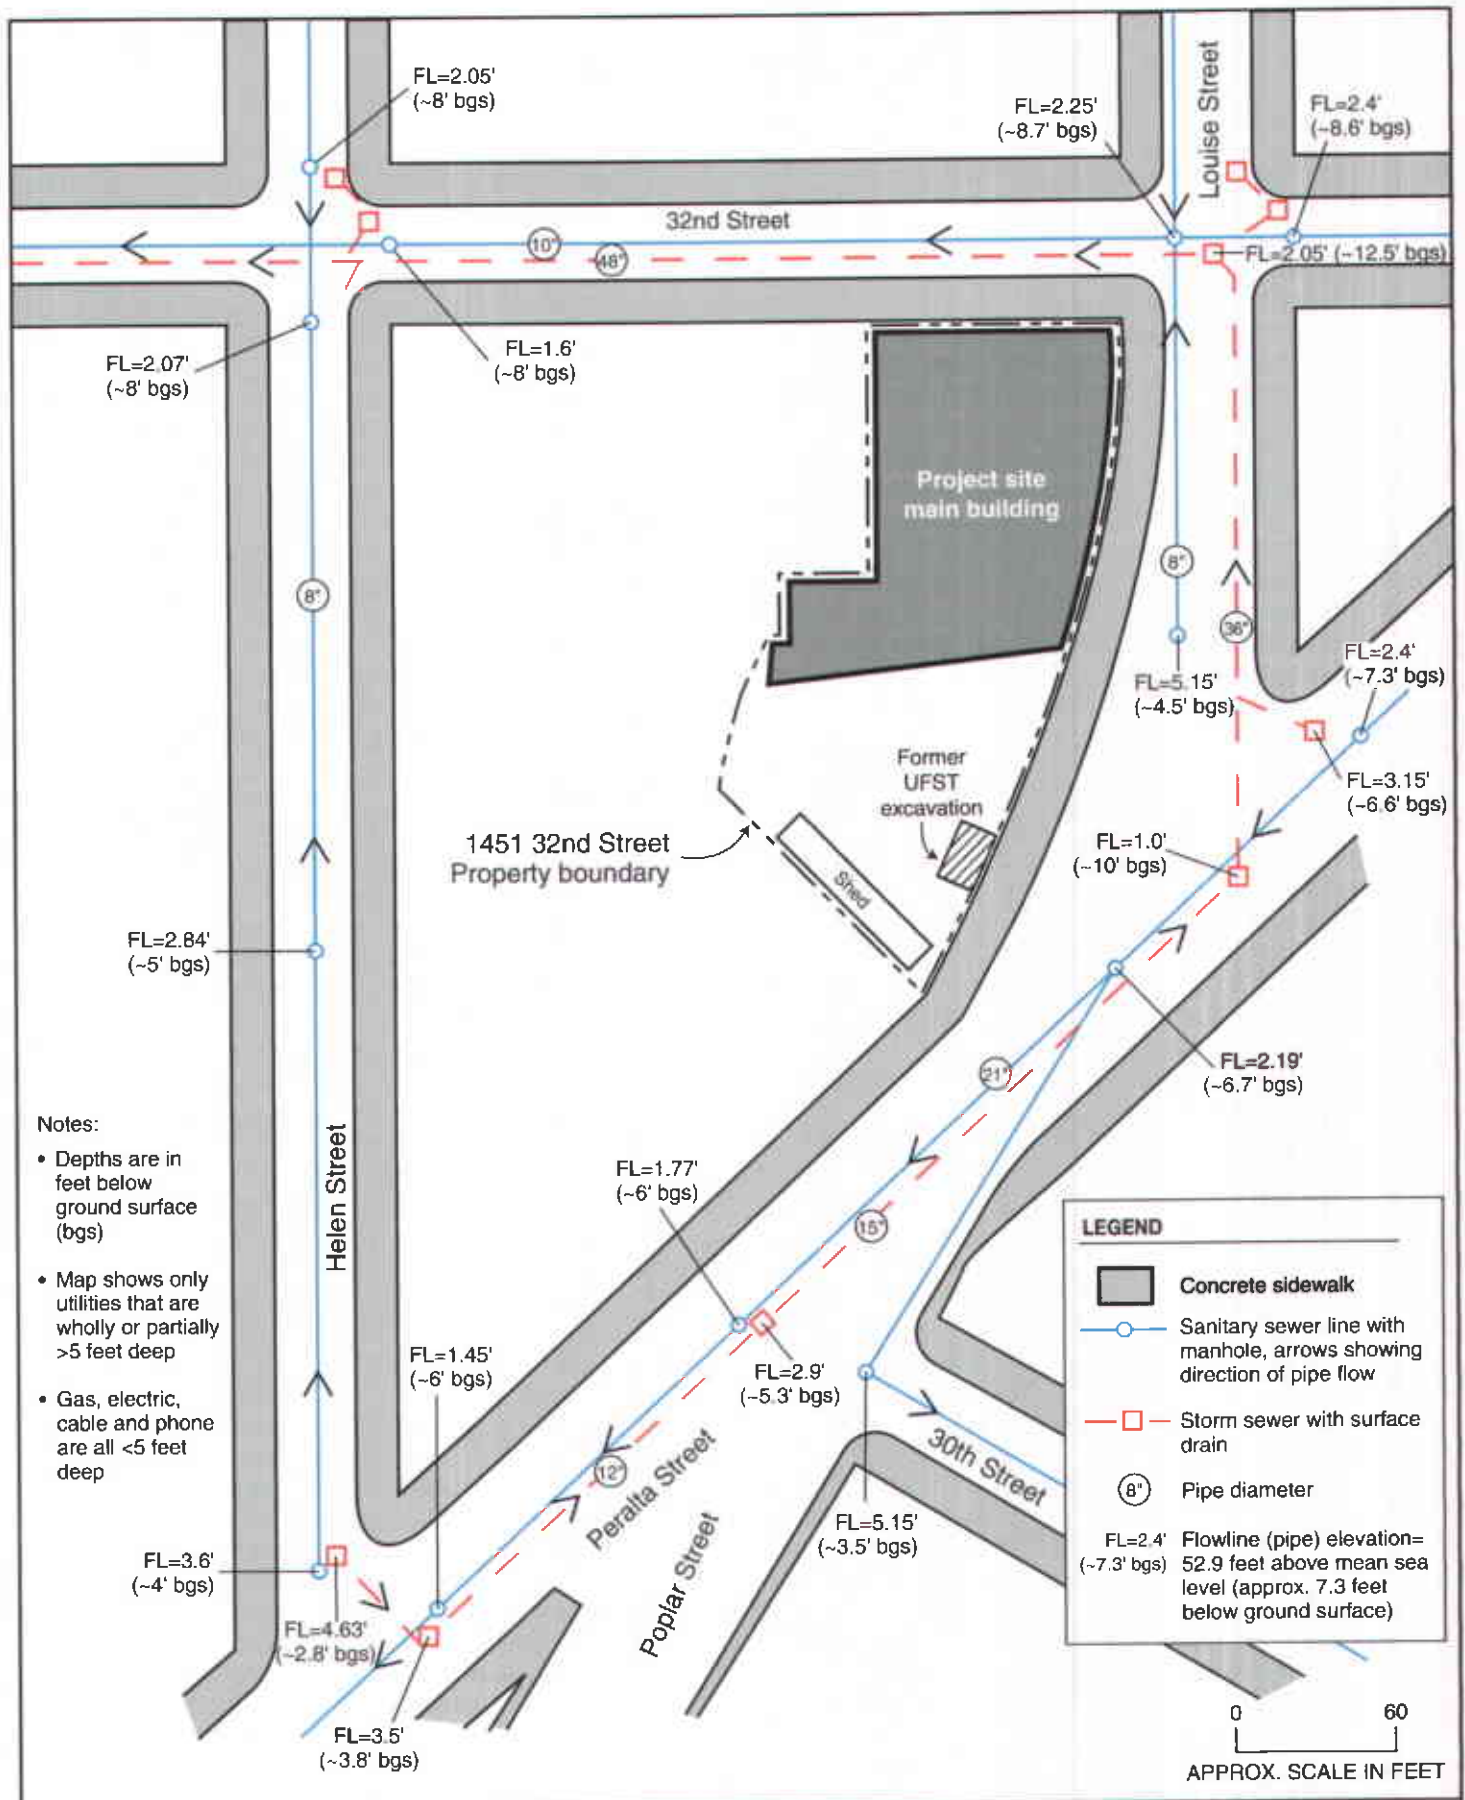 FL=2.05'
(~8' bgs)
FL=2.25'
(~8.7' bgs)
Louise Street
FL=2.4'
(~8.6' bgs)
32nd Street
10"
48"
FL=2.05' (~12.5' bgs)
FL=2.07'
(~8' bgs)
FL=1.6'
(~8' bgs)
Project site
main building
8"
8"
36"
FL=5.15'
(~4.5' bgs)
FL=2.4'
(~7.3' bgs)
Former
UFST
excavation
FL=3.15'
(~6.6' bgs)
1451 32nd Street
Property boundary
Shed
FL=1.0'
(~10' bgs)
FL=2.84'
(~5' bgs)
21"
FL=2.19'
(~6.7' bgs)
Notes:
• Depths are in
feet below
ground surface
(bgs)
• Map shows only
utilities that are
wholly or partially
>5 feet deep
• Gas, electric,
cable and phone
are all <5 feet
deep
Helen Street
FL=1.77'
(~6' bgs)
15"
FL=1.45'
(~6' bgs)
FL=2.9'
(~5.3' bgs)
12"
Peralta Street
Poplar Street
30th Street
FL=5.15'
(~3.5' bgs)
FL=3.6'
(~4' bgs)
FL=4.63'
(~2.8' bgs)
FL=3.5'
(~3.8' bgs)
LEGEND
Concrete sidewalk
Sanitary sewer line with
manhole, arrows showing
direction of pipe flow
Storm sewer with surface
drain
8" Pipe diameter
FL=2.4' Flowline (pipe) elevation=
(~7.3' bgs) 52.9 feet above mean sea
level (approx. 7.3 feet
below ground surface)
0 60
APPROX. SCALE IN FEET